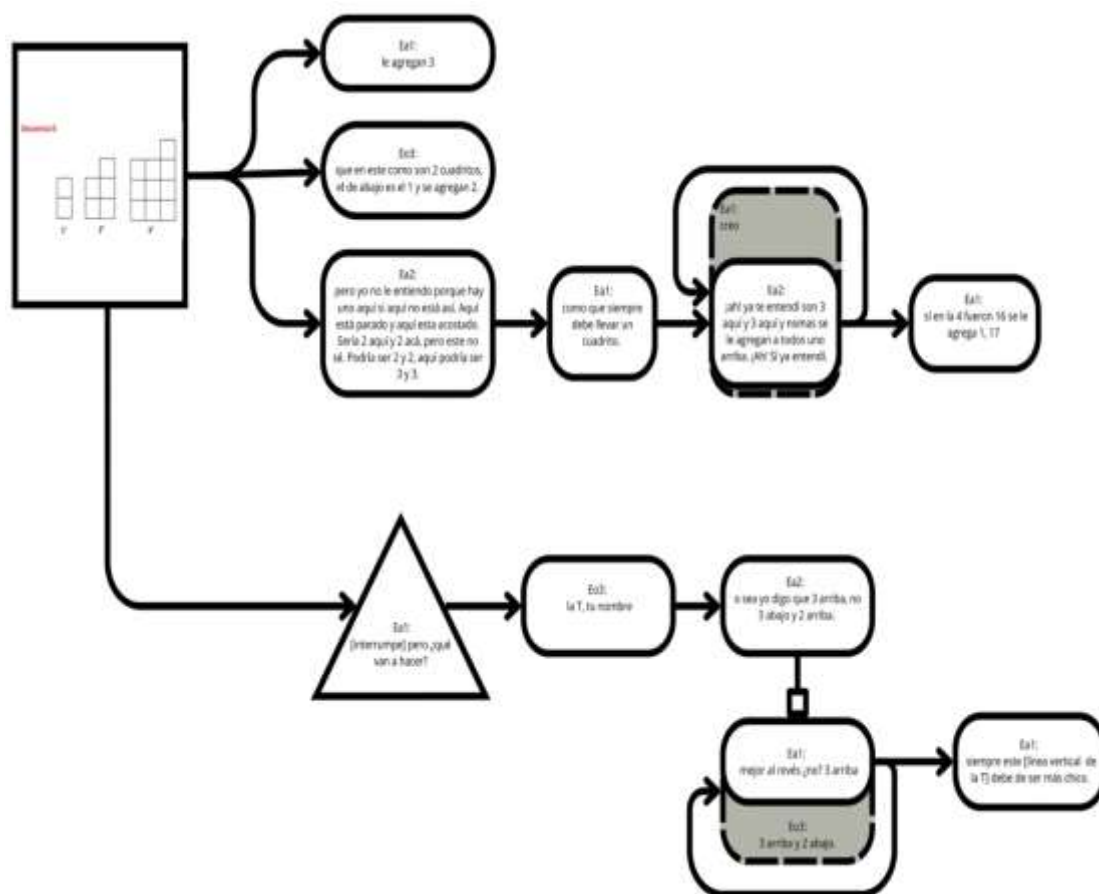 Ea1:
le agregan 3
Eo3:
que en este como son 2 cuadritos,
el de abajo es el 1 y se agregan 2.
Ea2:
pero yo no le entiendo porque hay
uno aquí si aquí no está así. Aquí
está parado y aquí esta acostado.
Sería 2 aquí y 2 acá, pero este no
sé. Podría ser 2 y 2, aquí podría ser
3 y 3.
Ea1:
como que siempre
debe llevar un
cuadrito.
Ea1:
creo
Ea2:
¡ah! ya te entendí son 3
aquí y 3 aquí y nomas se
le agregan a todos uno
arriba. ¡Ah! Sí ya entendí.
Ea1:
si en la 4 fueron 16 se le
agrega 1, 17
Ea1:
[interrumpe] pero ¿qué
van a hacer?
Eo3:
la T, tu nombre
Ea2:
o sea yo digo que 3 arriba, no
3 abajo y 2 arriba.
Ea1:
mejor al revés ¿no? 3 arriba
Eo3:
3 arriba y 2 abajo.
Ea1:
siempre este [línea vertical de
la T] debe de ser más chico.